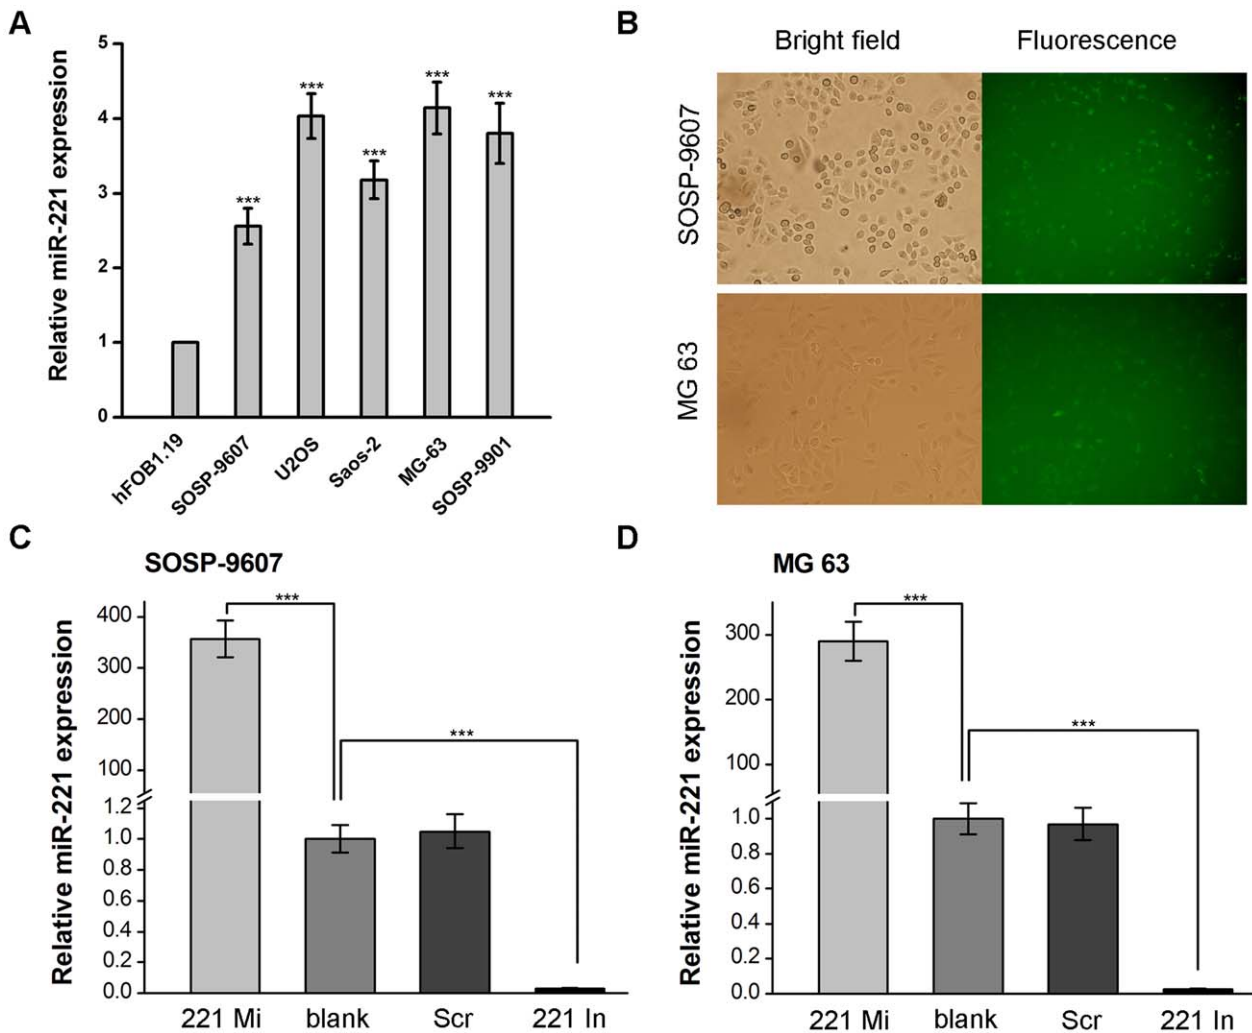 A
Relative miR-221 expression
5
4
3
2
1
0
***
***
***
***
***
hFOB1.19
SOSP-9607
U2OS
Saos-2
MG-63
SOSP-9901
B
Bright field
Fluorescence
SOSP-9607
MG 63
C
SOSP-9607
Relative miR-221 expression
400
300
200
100
1.2
1.0
0.8
0.6
0.4
0.2
0.0
***
***
221 Mi
blank
Scr
221 In
D
MG 63
Relative miR-221 expression
300
200
100
1.0
0.8
0.6
0.4
0.2
0.0
***
***
221 Mi
blank
Scr
221 In